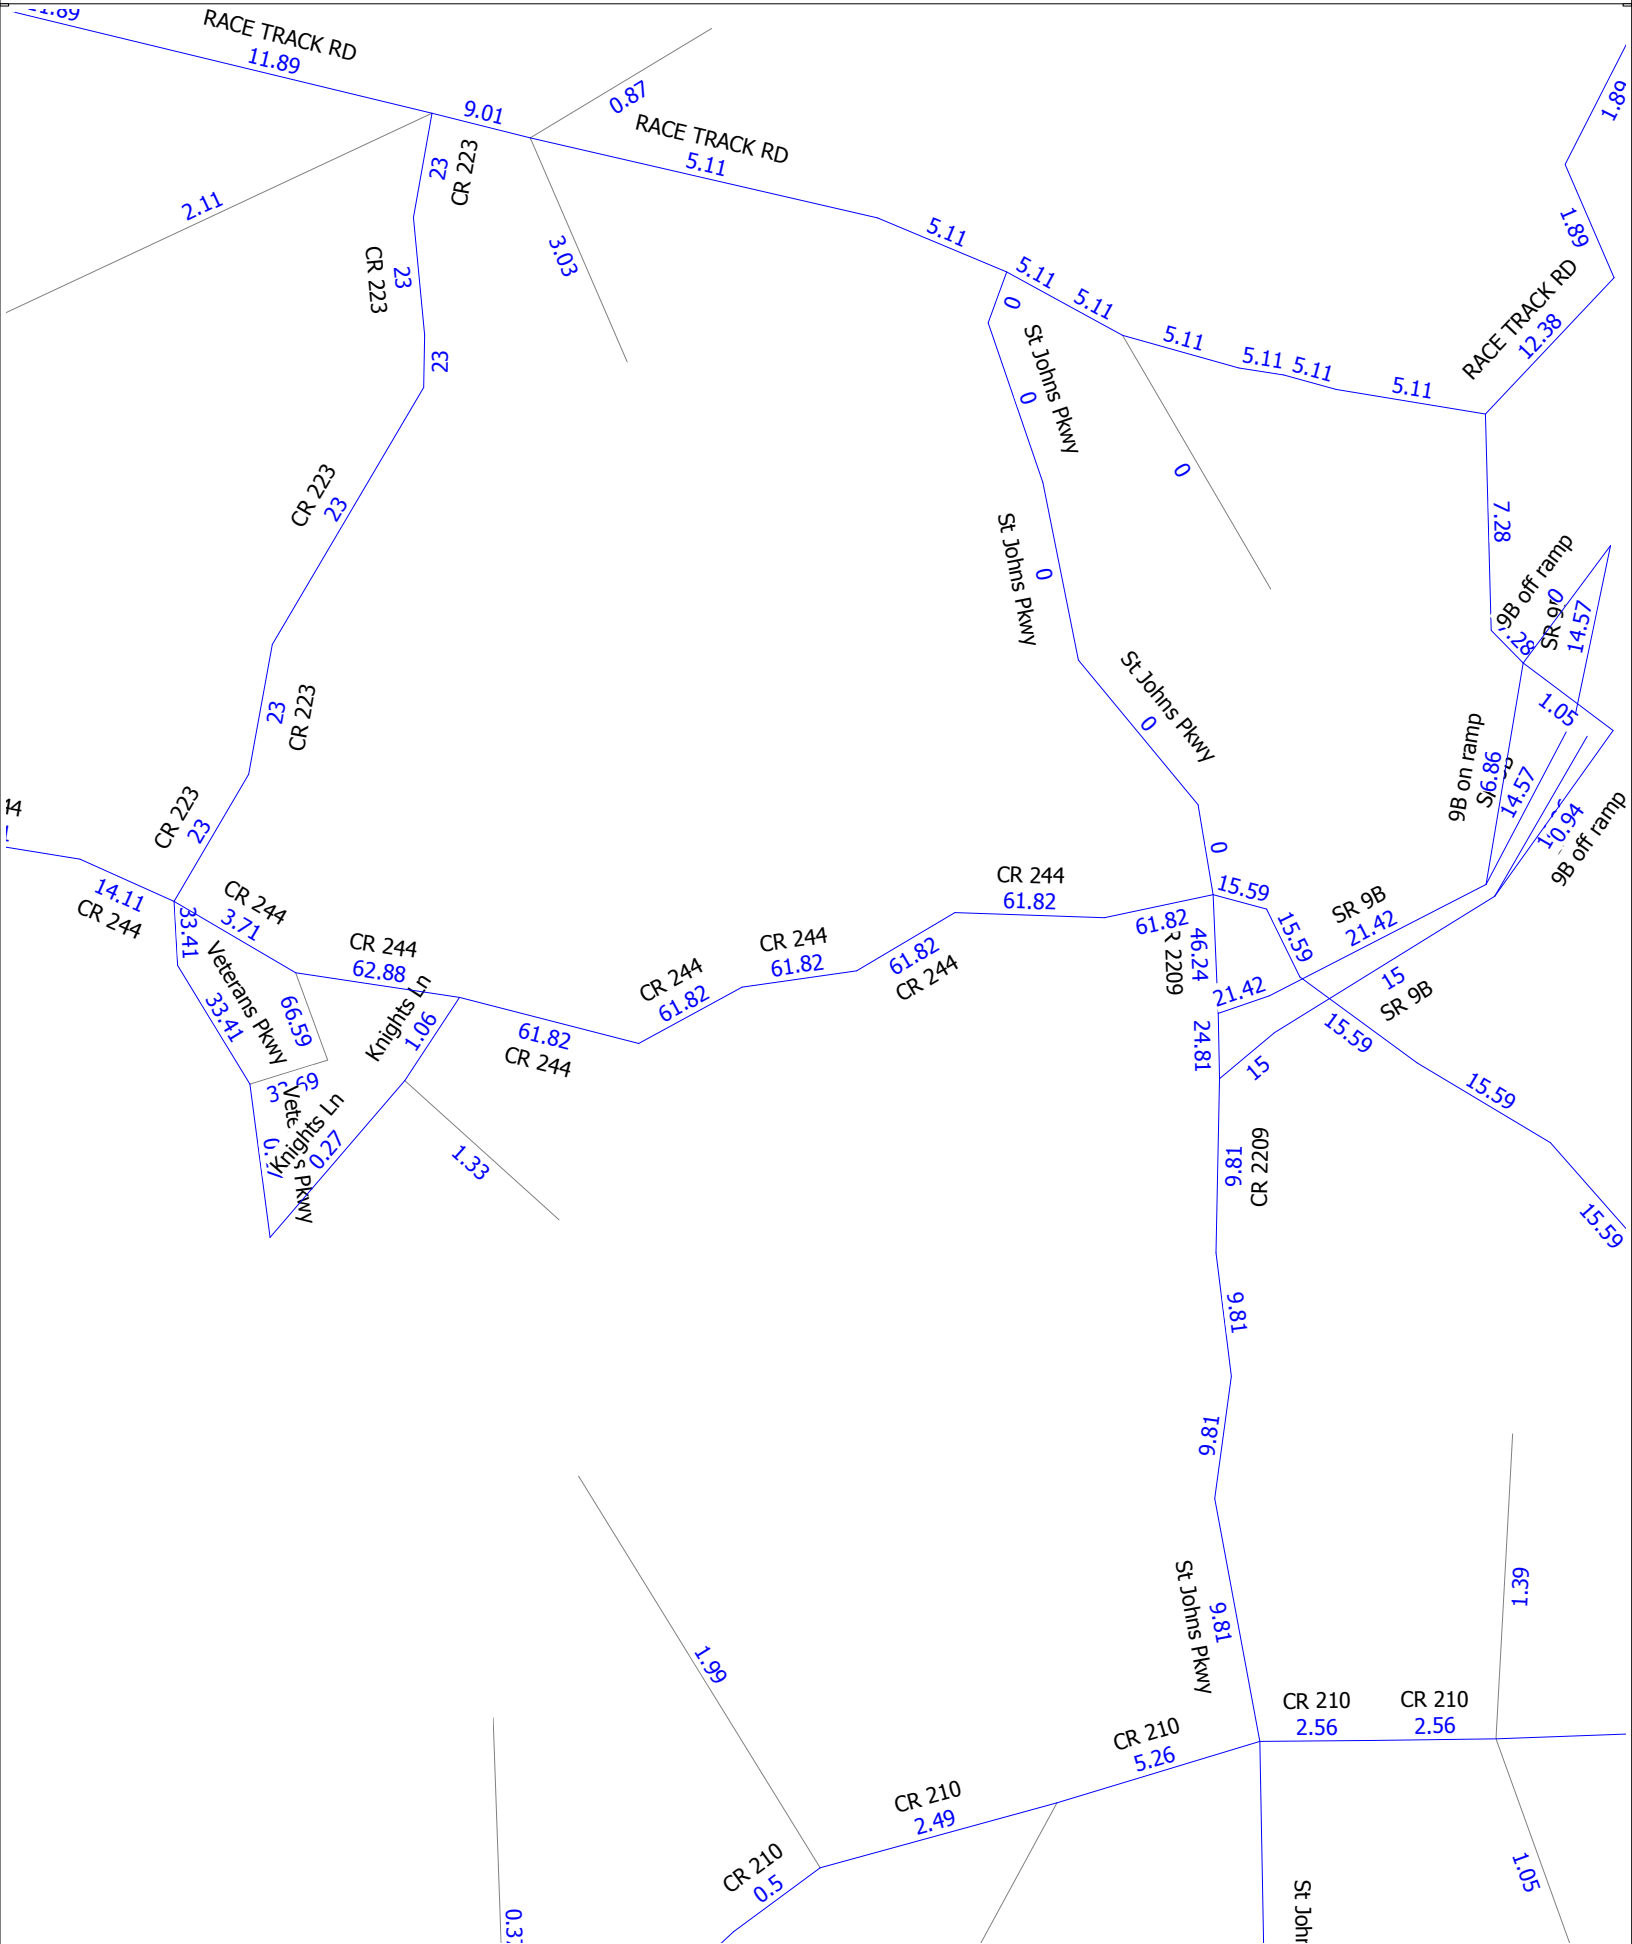 RACE TRACK RD
11.89
9.01
0.87
RACE TRACK RD
5.11
1.89
23
CR 223
2.11
3.03
5.11
5.11
5.11
1.89
CR 223
23
0
St Johns Pkwy
5.11
5.11
5.11
5.11
RACE TRACK RD
12.38
23
0
0
CR 223
23
7.28
St Johns Pkwy
0
9B off ramp
0
14.57
CR 223
23
St Johns Pkwy
0
1.05
9B on ramp
6.86
14.57
CR 223
23
0
9B off ramp
14.11
CR 244
33.41
CR 244
3.71
CR 244
62.88
CR 244
61.82
CR 244
61.82
CR 244
61.82
61.82
CR 244
61.82
15.59
15.59
SR 9B
21.42
46.24
Veterans Pkwy
33.41
66.59
Knights Ln
1.06
61.82
CR 244
21.42
15
SR 9B
24.81
15
15.59
15.59
Knights Ln
0.27
1.33
9.81
CR 2209
15.59
9.81
9.81
St Johns Pkwy
9.81
1.39
1.99
CR 210
2.56
CR 210
2.56
CR 210
5.26
CR 210
2.49
CR 210
0.5
1.05